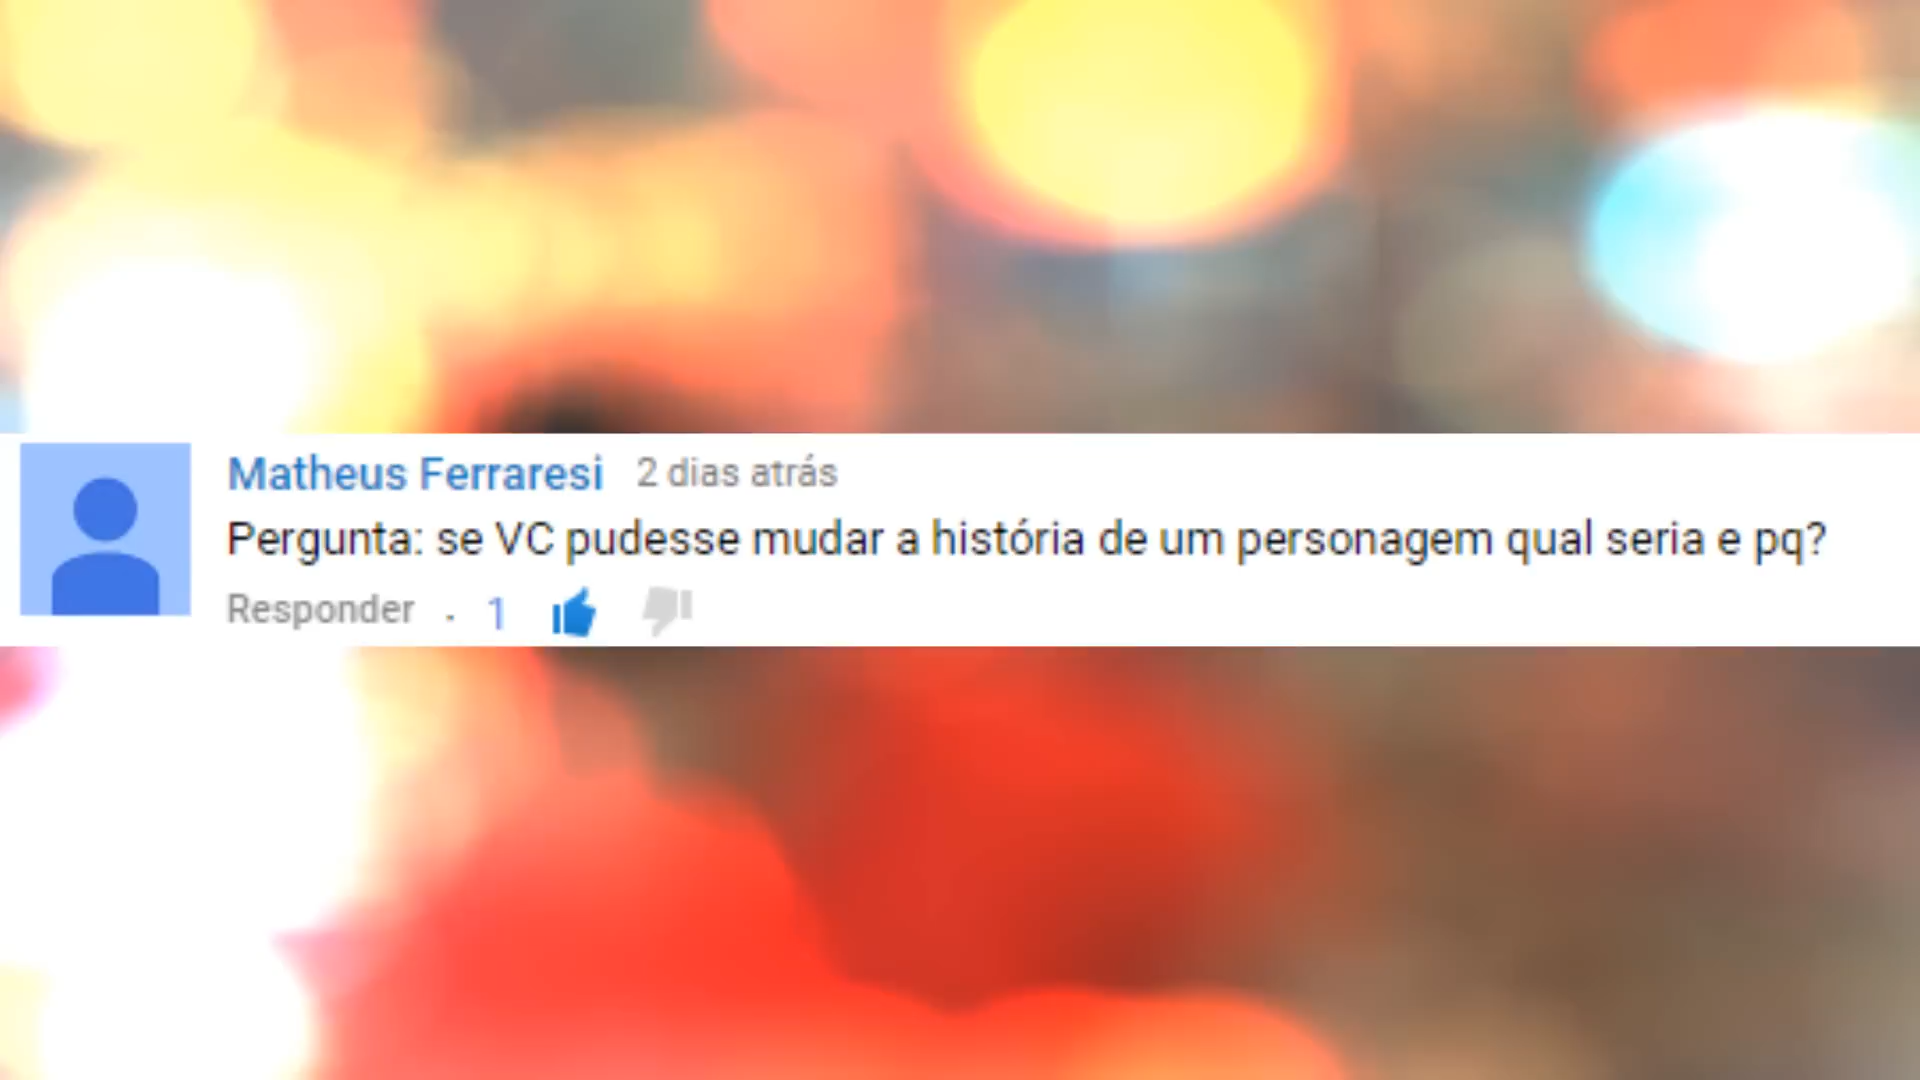 Matheus Ferraresi 2 dias atrás
Pergunta: se VC pudesse mudar a história de um personagem qual seria e pq?
Responder . 1